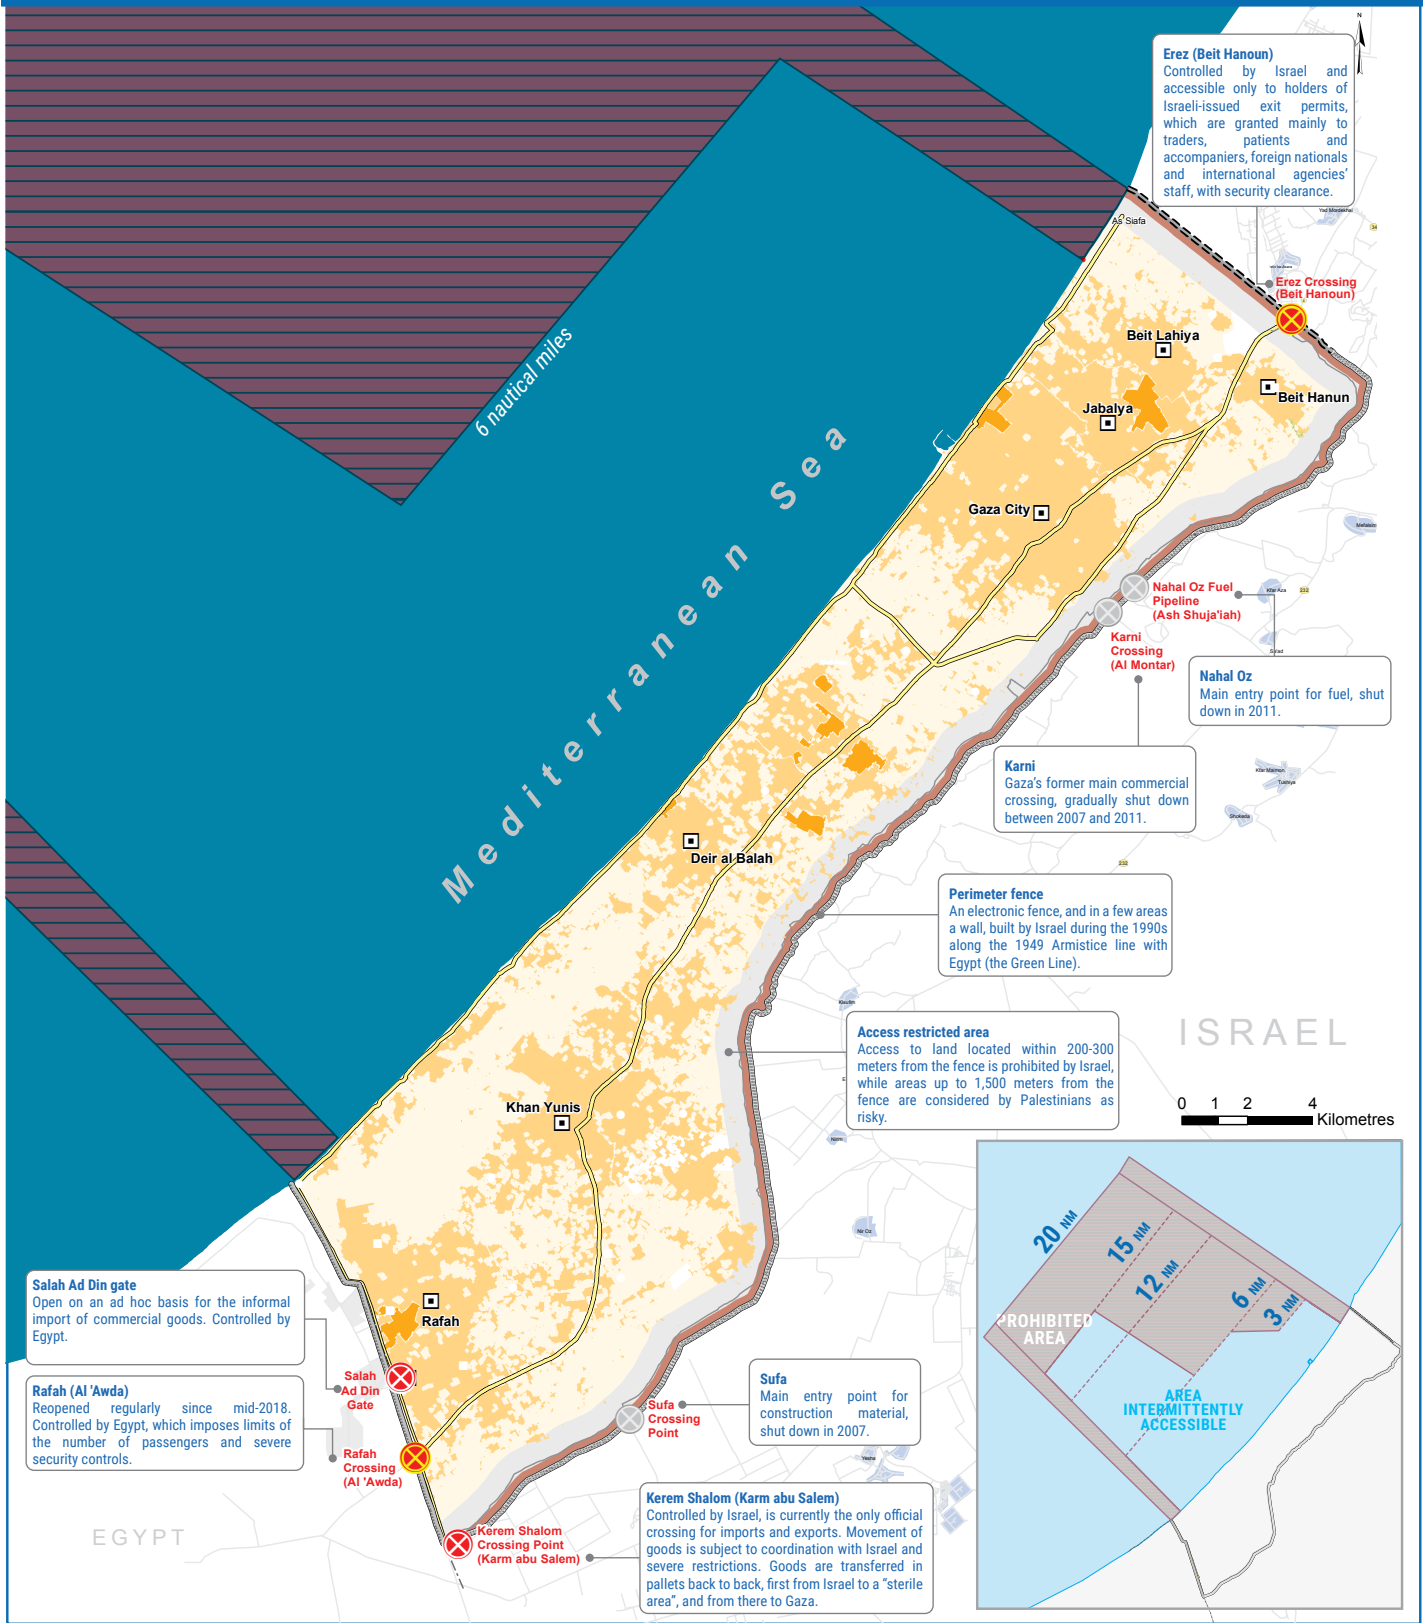 N
Erez (Beit Hanoun)
Controlled by Israel and
accessible only to holders of
Israeli-issued exit permits,
which are granted mainly to
traders, patients and
accompaniers, foreign nationals
and international agencies'
staff, with security clearance.
Yad Mordekhai
As Siafa
Erez Crossing
(Beit Hanoun)
6 nautical miles
Mediterranean Sea
Beit Lahiya
Beit Hanun
Jabalya
Gaza City
Nahal Oz Fuel
Pipeline
(Ash Shuja'iah)
Kfar Aza
232
Karni
Crossing
(Al Montar)
Nahal Oz
Main entry point for fuel, shut
down in 2011.
Karni
Gaza's former main commercial
crossing, gradually shut down
between 2007 and 2011.
Kfar Maimon
Tushiya
Shokeda
232
Deir al Balah
Perimeter fence
An electronic fence, and in a few areas
a wall, built by Israel during the 1990s
along the 1949 Armistice line with
Egypt (the Green Line).
Kisufim
ISRAEL
Access restricted area
Access to land located within 200-300
meters from the fence is prohibited by Israel,
while areas up to 1,500 meters from the
fence are considered by Palestinians as
risky.
Khan Yunis
0 1 2 4
Kilometres
Nirim
Nir Oz
20 NM
15 NM
12 NM
6 NM
3 NM
PROHIBITED
AREA
AREA
INTERMITTENTLY
ACCESSIBLE
Salah Ad Din gate
Open on an ad hoc basis for the informal
import of commercial goods. Controlled by
Egypt.
Rafah
Salah
Ad Din
Gate
Rafah (Al 'Awda)
Reopened regularly since mid-2018.
Controlled by Egypt, which imposes limits of
the number of passengers and severe
security controls.
Rafah
Crossing
(Al 'Awda)
Sufa
Crossing
Point
Sufa
Main entry point for
construction material,
shut down in 2007.
Yesha
EGYPT
Kerem Shalom
Crossing Point
(Karm abu Salem)
Kerem Shalom (Karm abu Salem)
Controlled by Israel, is currently the only official
crossing for imports and exports. Movement of
goods is subject to coordination with Israel and
severe restrictions. Goods are transferred in
pallets back to back, first from Israel to a "sterile
area", and from there to Gaza.